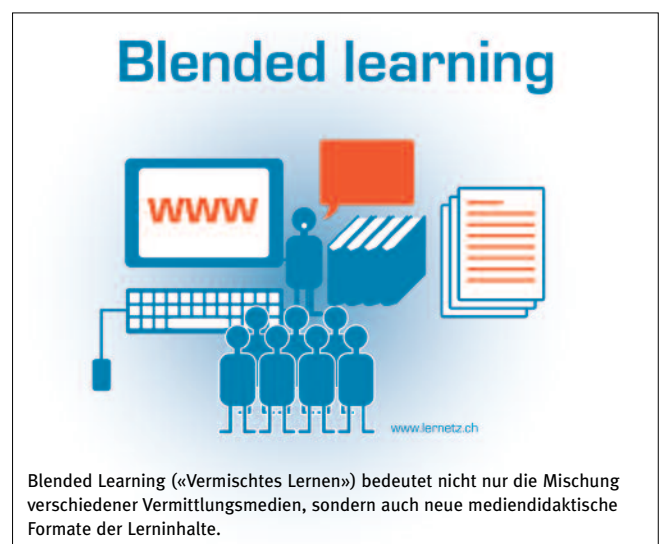 Blended learning
www
www.lernetz.ch
Blended Learning («Vermischtes Lernen») bedeutet nicht nur die Mischung
verschiedener Vermittlungsmedien, sondern auch neue mediendidaktische
Formate der Lerninhalte.